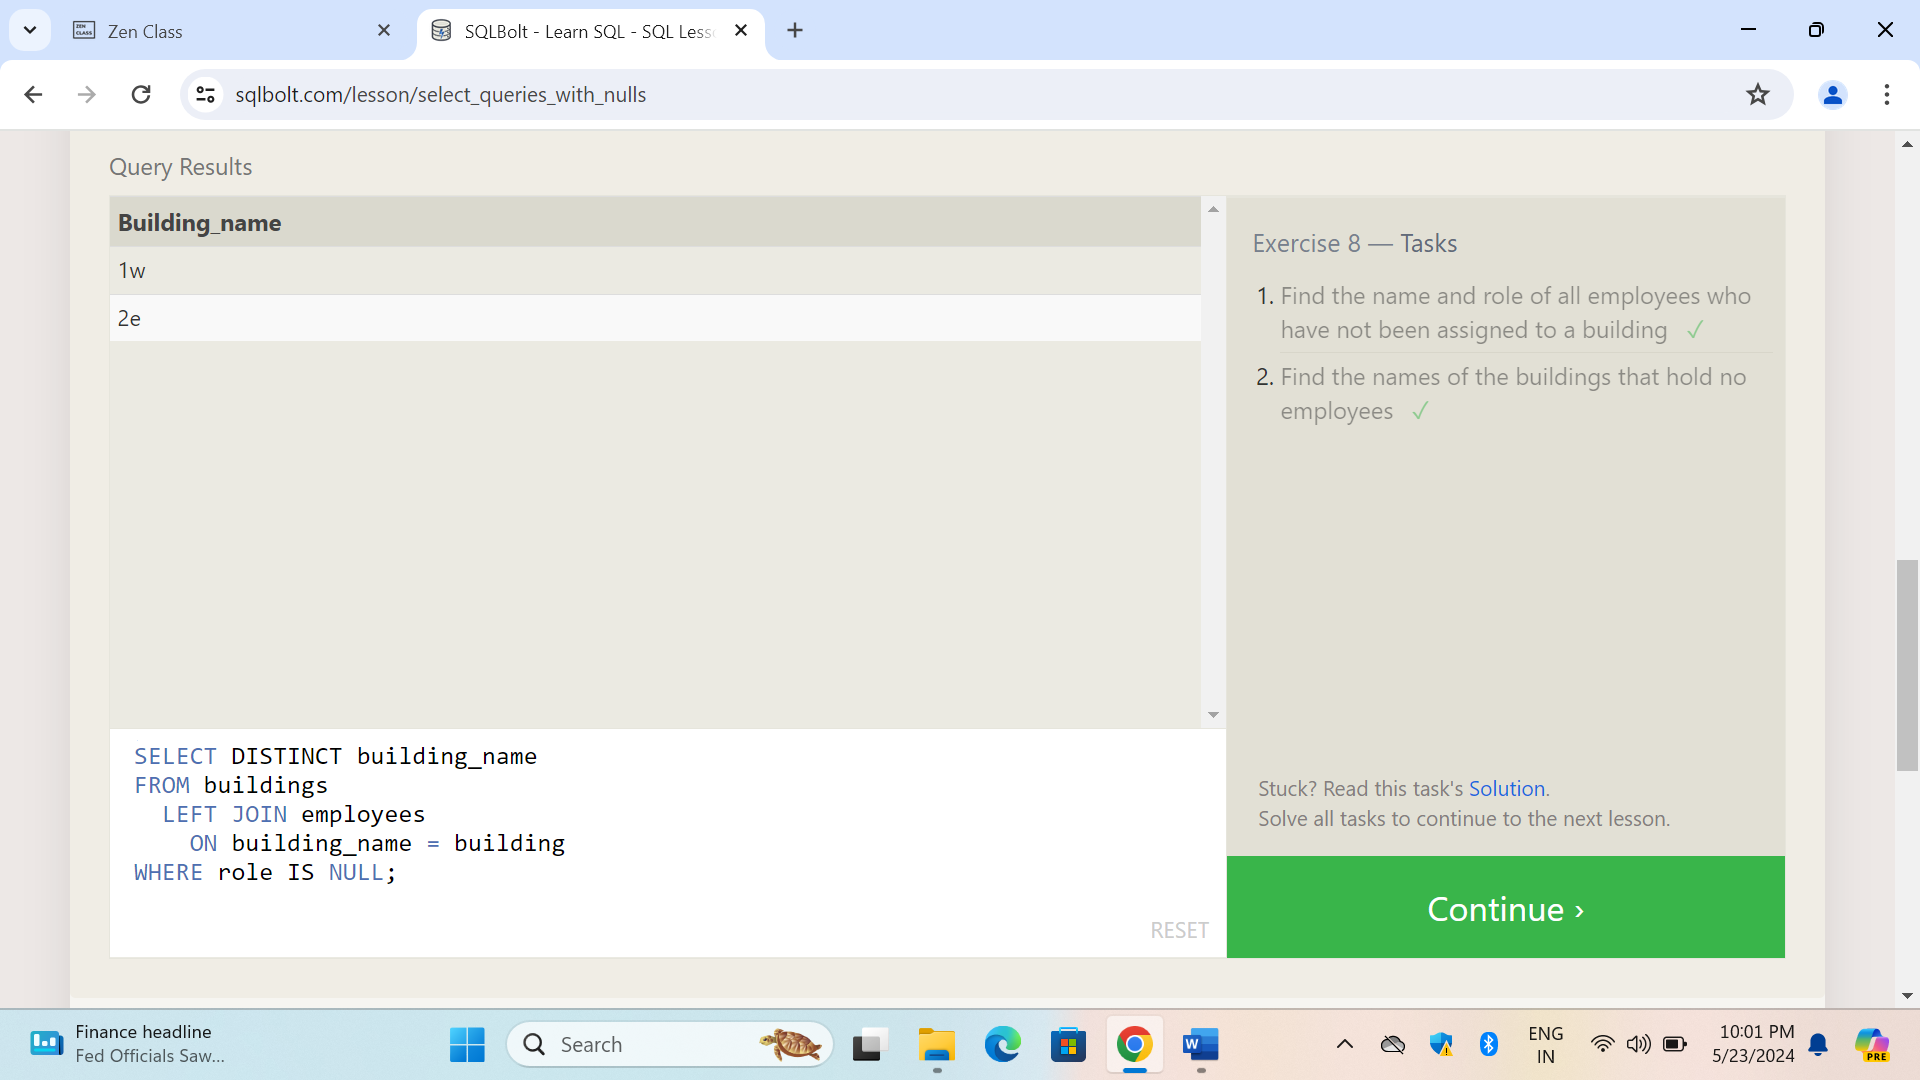 Zen Class
SQLBolt - Learn SQL - SQL Less
sqlbolt.com/lesson/select_queries_with_nulls
Query Results
Building_name
1w
2e
Exercise 8 — Tasks
1. Find the name and role of all employees who
have not been assigned to a building ✓
2. Find the names of the buildings that hold no
employees ✓
SELECT DISTINCT building_name
FROM buildings
LEFT JOIN employees
ON building_name = building
WHERE role IS NULL;
RESET
Stuck? Read this task's Solution.
Solve all tasks to continue to the next lesson.
Continue ›
Finance headline
Fed Officials Saw...
Search
ENG
IN
10:01 PM
5/23/2024
PRE